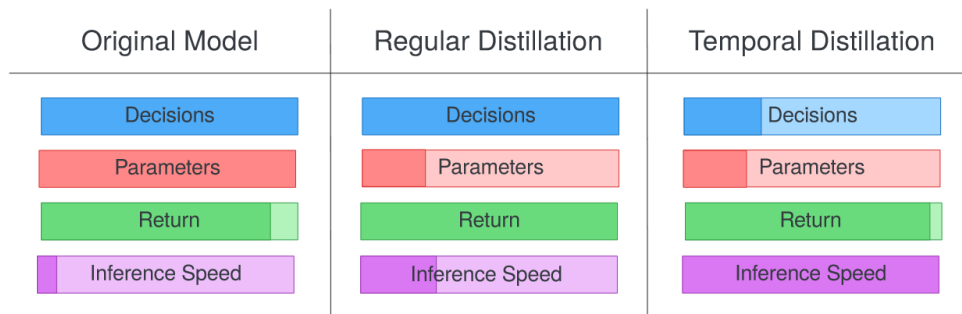 Original Model Regular Distillation Temporal Distillation
Decisions Decisions Decisions
Parameters Parameters Parameters
Return Return Return
Inference Speed Inference Speed Inference Speed